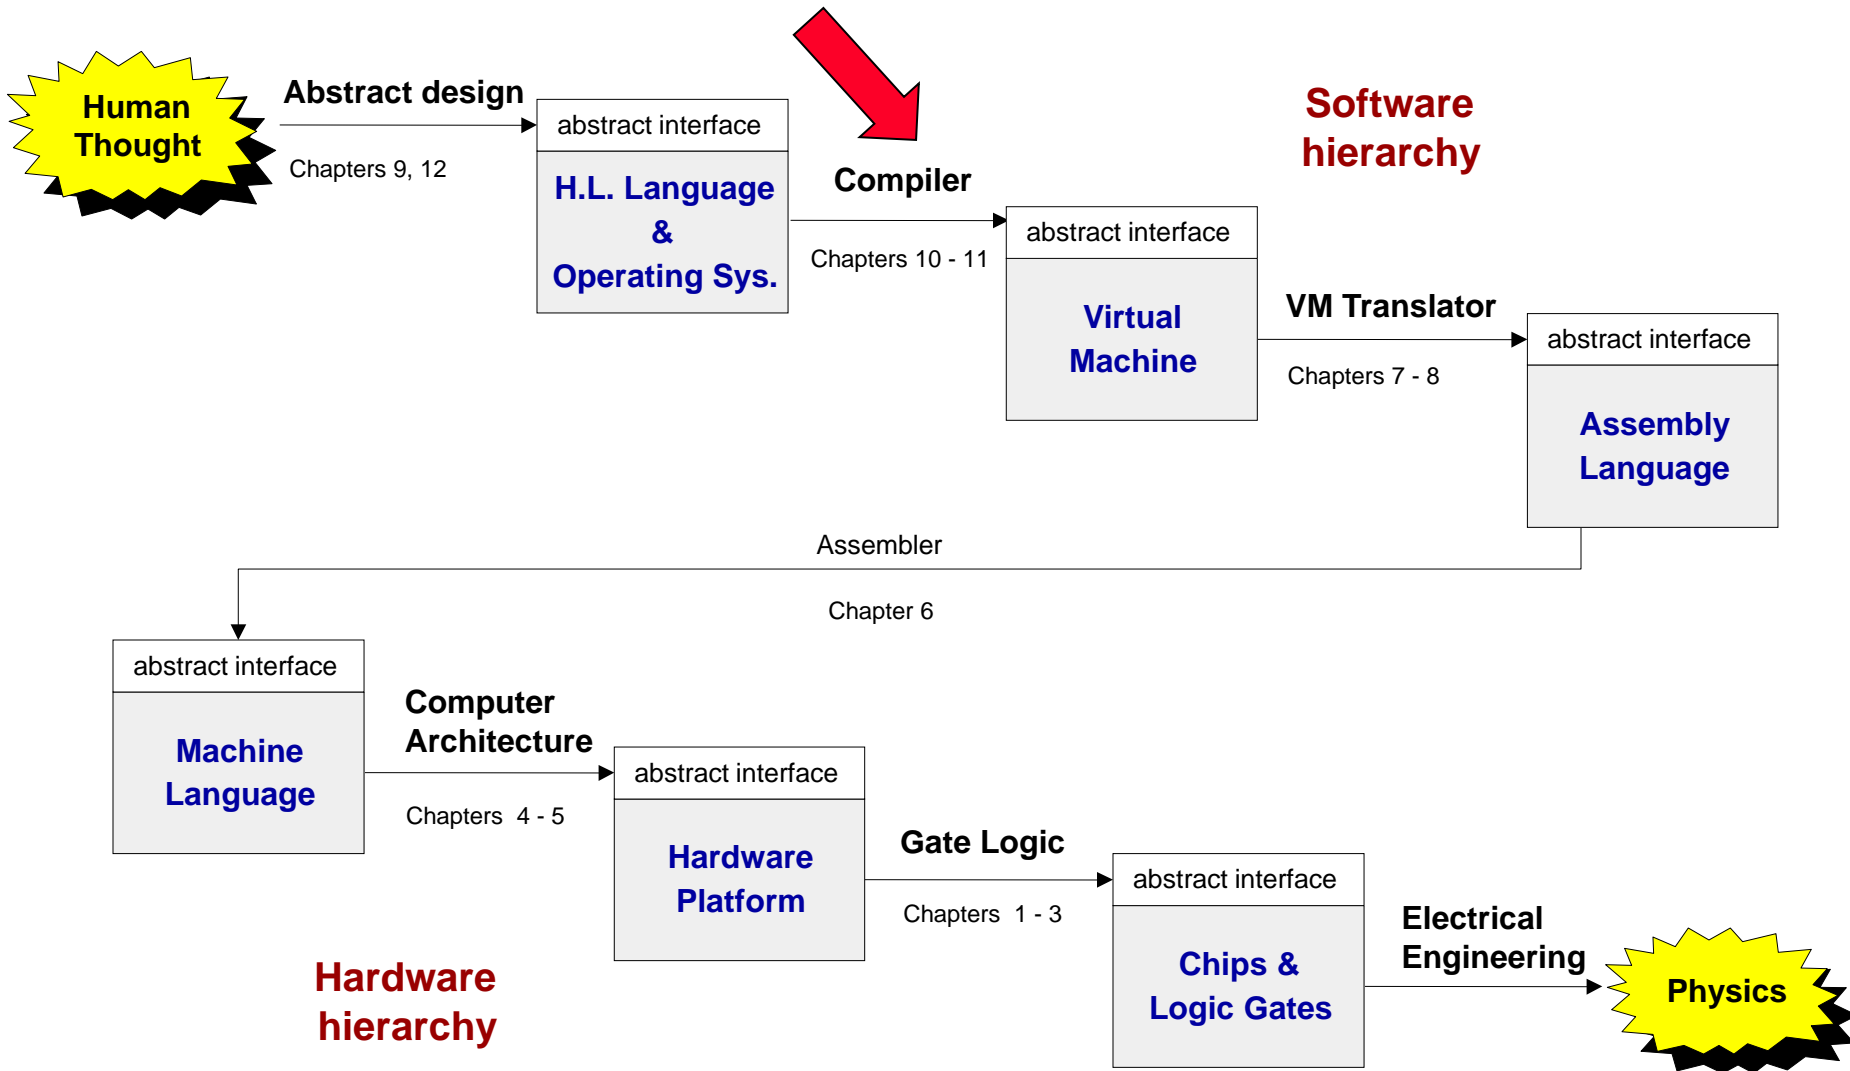 Human
Thought
Abstract design
Chapters 9, 12
abstract interface
H.L. Language
&
Operating Sys.
Compiler
Chapters 10 - 11
Software
hierarchy
abstract interface
Virtual
Machine
VM Translator
Chapters 7 - 8
abstract interface
Assembly
Language
Assembler
Chapter 6
abstract interface
Machine
Language
Computer
Architecture
Chapters 4 - 5
abstract interface
Hardware
Platform
Gate Logic
Chapters 1 - 3
abstract interface
Chips &
Logic Gates
Electrical
Engineering
Physics
Hardware
hierarchy